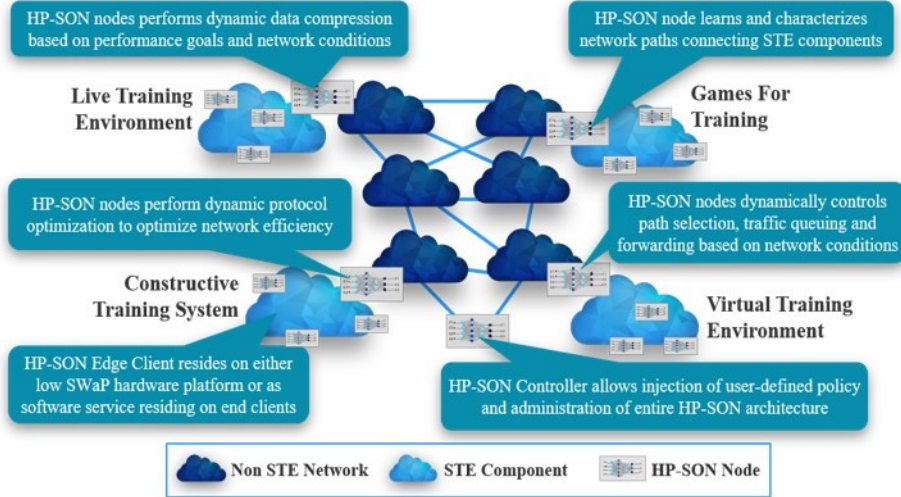 HP-SON nodes performs dynamic data compression
based on performance goals and network conditions
HP-SON node learns and characterizes
network paths connecting STE components
Live Training
Environment
Games For
Training
HP-SON nodes perform dynamic protocol
optimization to optimize network efficiency
HP-SON nodes dynamically controls
path selection, traffic queuing and
forwarding based on network conditions
Constructive
Training System
Virtual Training
Environment
HP-SON Edge Client resides on either
low SWaP hardware platform or as
software service residing on end clients
HP-SON Controller allows injection of user-defined policy
and administration of entire HP-SON architecture
Non STE Network
STE Component
HP-SON Node